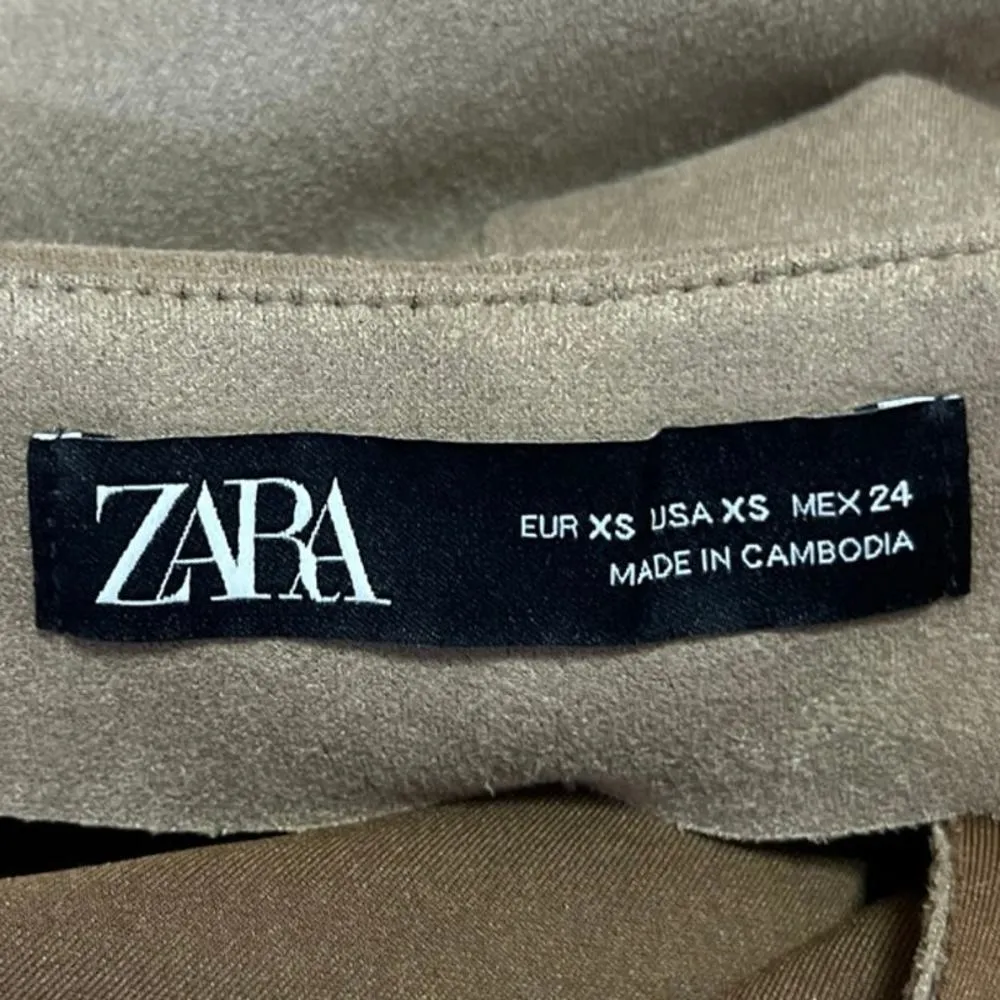 ZARA
EUR XS USA XS MEX 24
MADE IN CAMBODIA